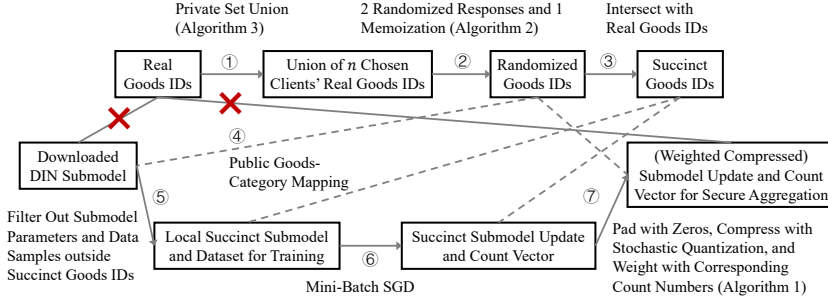 Private Set Union
(Algorithm 3)
2 Randomized Responses and 1
Memoization (Algorithm 2)
Intersect with
Real Goods IDs
Real
Goods IDs
①
Union of n Chosen
Clients' Real Goods IDs
②
Randomized
Goods IDs
③
Succinct
Goods IDs
④
Downloaded
DIN Submodel
Public Goods-
Category Mapping
(Weighted Compressed)
Submodel Update and Count
Vector for Secure Aggregation
⑤
⑦
Filter Out Submodel
Parameters and Data
Samples outside
Succinct Goods IDs
Local Succinct Submodel
and Dataset for Training
⑥
Succinct Submodel Update
and Count Vector
Pad with Zeros, Compress with
Stochastic Quantization, and
Weight with Corresponding
Count Numbers (Algorithm 1)
Mini-Batch SGD